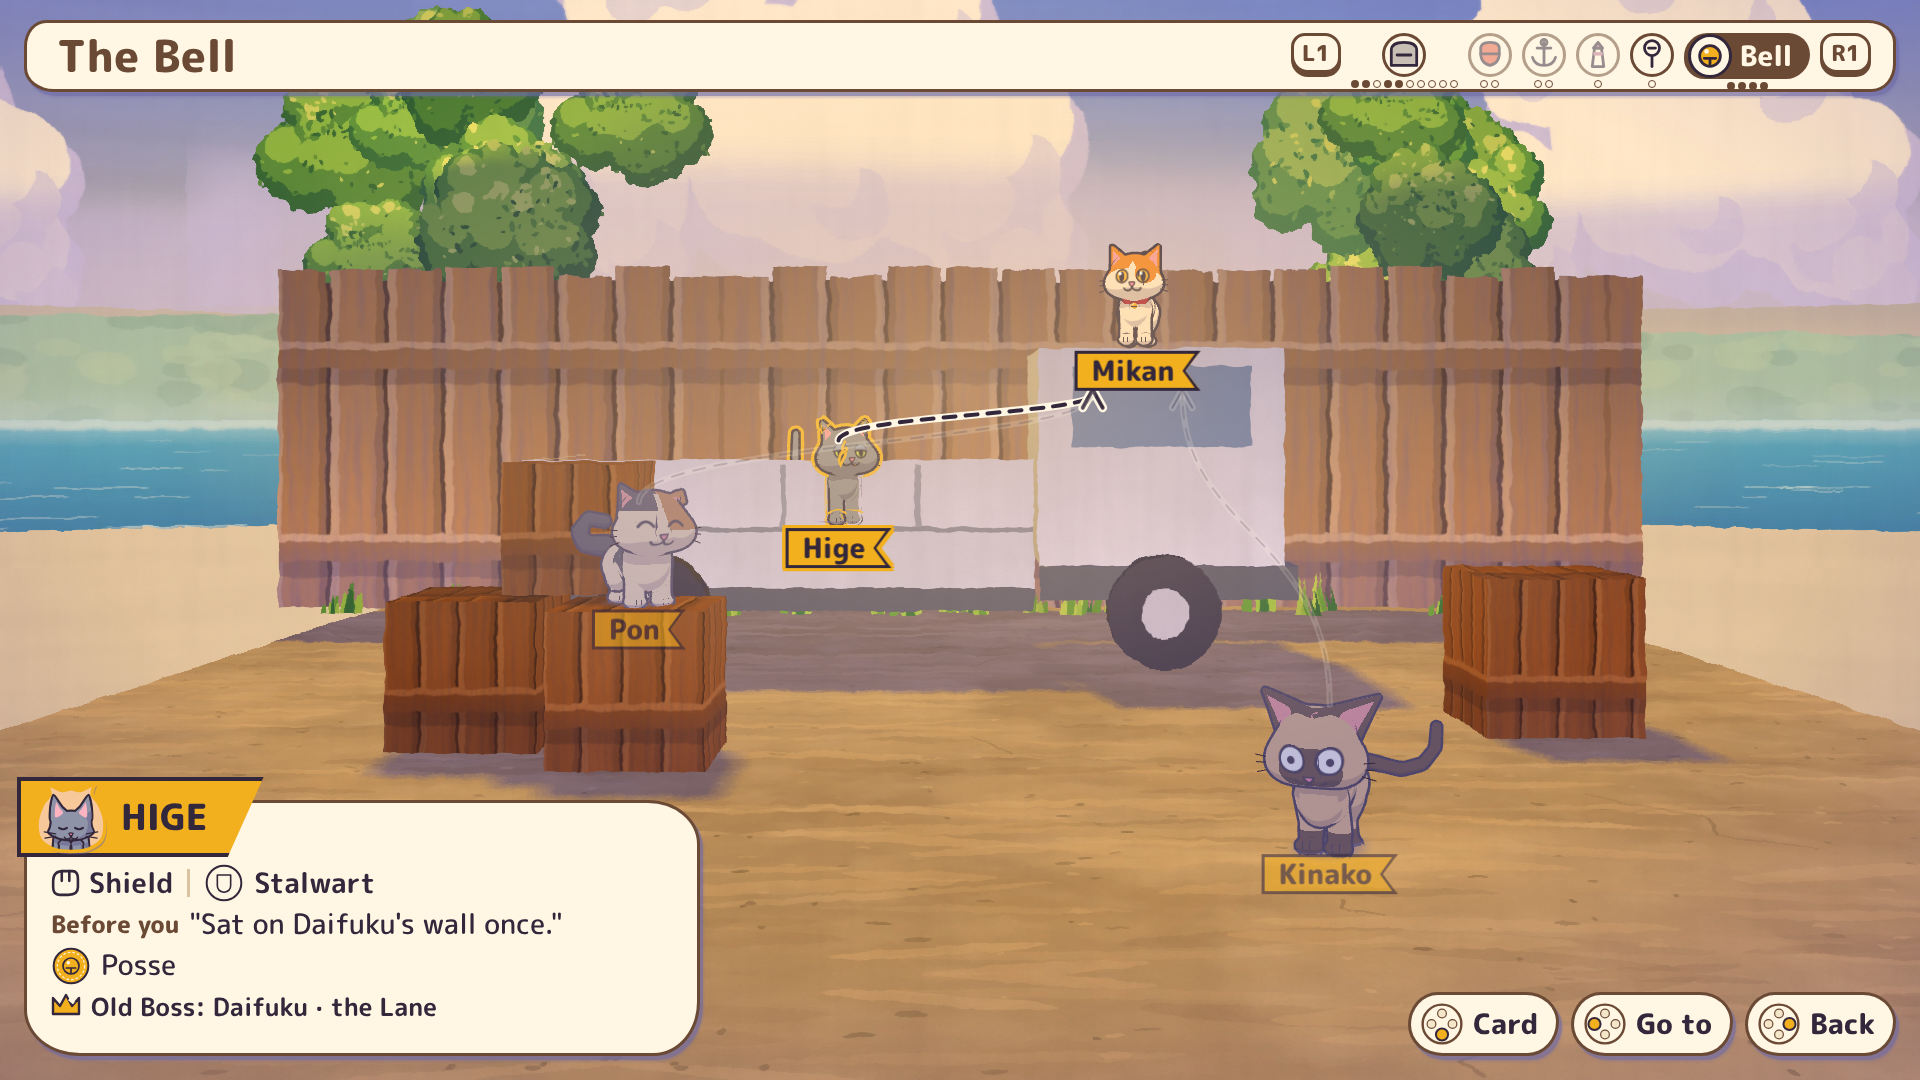 The Bell
L1
Bell
R1
Mikan
Hige
Pon
Kinako
HIGE
Shield
Stalwart
Before you "Sat on Daifuku's wall once."
Posse
Old Boss: Daifuku · the Lane
Card
Go to
Back